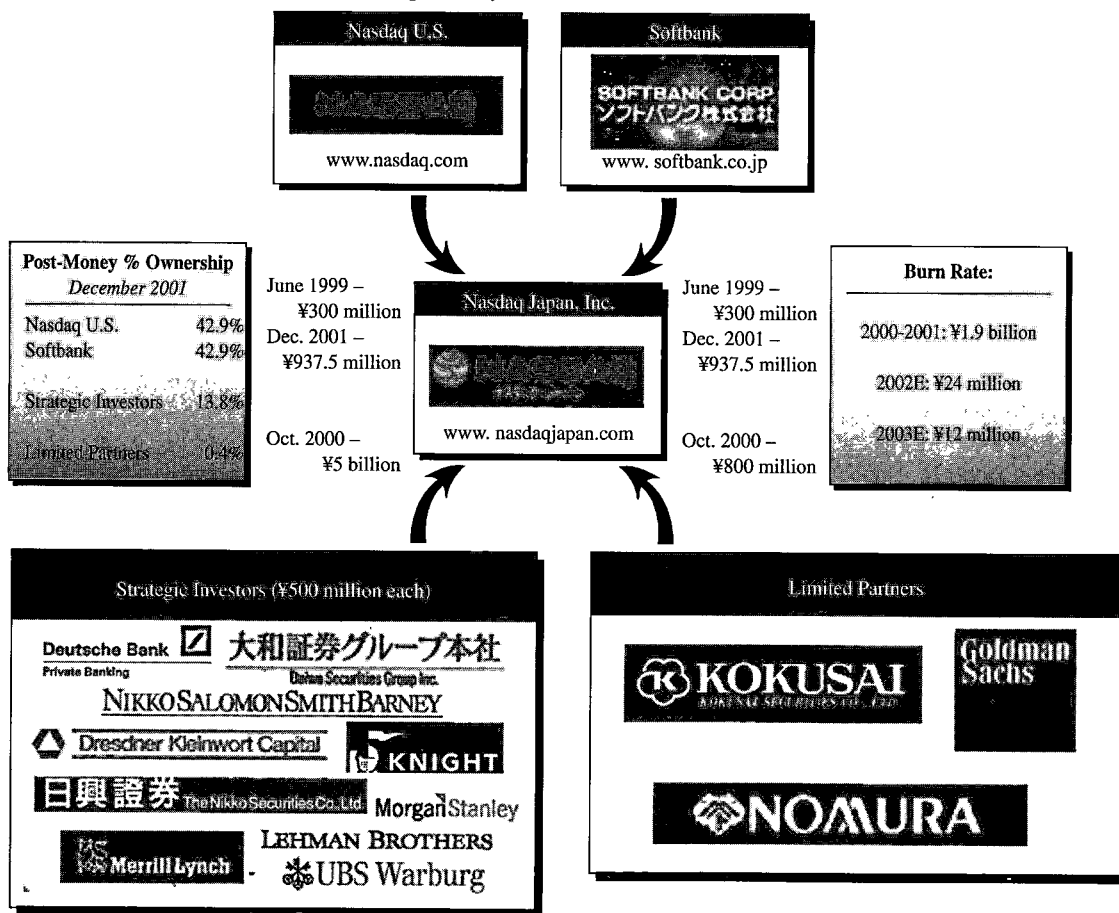 Nasdaq U.S.
www.nasdaq.com
Softbank
SOFTBANK CORP
ソフトバンク株式会社
www. softbank.co.jp
Post-Money % Ownership
December 2001
Nasdaq U.S. 42.9%
Softbank 42.9%
Strategic Investors 13.8%
Limited Partners 0.4%
June 1999 –
¥300 million
Dec. 2001 –
¥937.5 million
Oct. 2000 –
¥5 billion
Nasdaq Japan, Inc.
www. nasdaqjapan.com
June 1999 –
¥300 million
Dec. 2001 –
¥937.5 million
Oct. 2000 –
¥800 million
Burn Rate:
2000-2001: ¥1.9 billion
2002E: ¥24 million
2003E: ¥12 million
Strategic Investors (¥500 million each)
Deutsche Bank
Private Banking
大和証券グループ本社
Daiwa Securities Group Inc.
NIKKO SALOMON SMITH BARNEY
Dresdner Kleinwort Capital
KNIGHT
日興證券 The Nikko Securities Co., Ltd.
Morgan Stanley
Merrill Lynch
LEHMAN BROTHERS
UBS Warburg
Limited Partners
KOKUSAI
KOKUSAI SECURITIES CO., LTD.
Goldman
Sachs
NOMURA